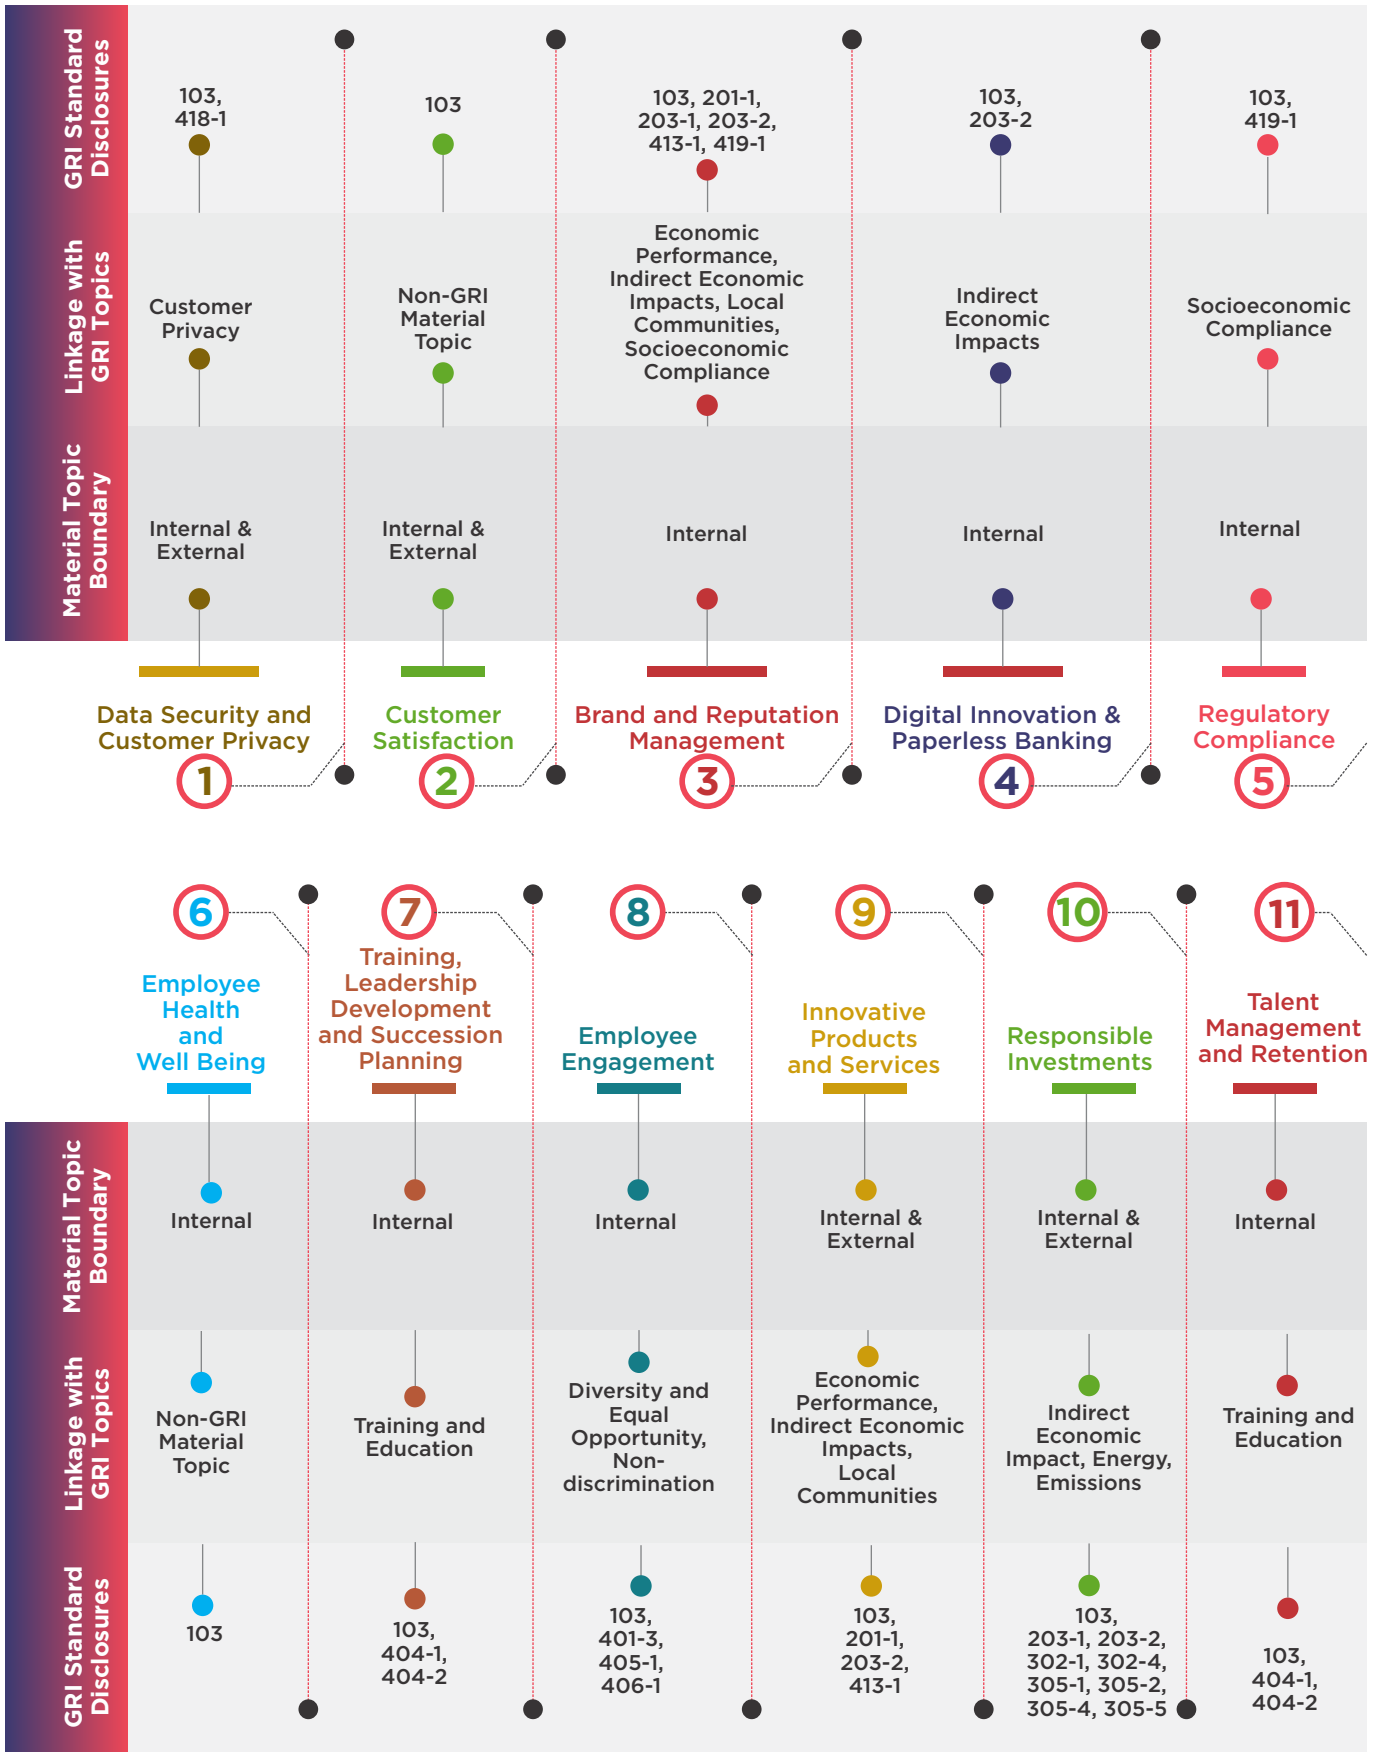 GRI Standard
Disclosures
103,
418-1
103
103, 201-1,
203-1, 203-2,
413-1, 419-1
103,
203-2
103,
419-1
Linkage with
GRI Topics
Customer
Privacy
Non-GRI
Material
Topic
Economic
Performance,
Indirect Economic
Impacts, Local
Communities,
Socioeconomic
Compliance
Indirect
Economic
Impacts
Socioeconomic
Compliance
Material Topic
Boundary
Internal &
External
Internal &
External
Internal
Internal
Internal
Data Security and
Customer Privacy
1
Customer
Satisfaction
2
Brand and Reputation
Management
3
Digital Innovation &
Paperless Banking
4
Regulatory
Compliance
5
6
Employee
Health
and
Well Being
7
Training,
Leadership
Development
and Succession
Planning
8
Employee
Engagement
9
Innovative
Products
and Services
10
Responsible
Investments
11
Talent
Management
and Retention
Material Topic
Boundary
Internal
Internal
Internal
Internal &
External
Internal &
External
Internal
Linkage with
GRI Topics
Non-GRI
Material
Topic
Training and
Education
Diversity and
Equal
Opportunity,
Non-
discrimination
Economic
Performance,
Indirect Economic
Impacts,
Local
Communities
Indirect
Economic
Impact, Energy,
Emissions
Training and
Education
GRI Standard
Disclosures
103
103,
404-1,
404-2
103,
401-3,
405-1,
406-1
103,
201-1,
203-2,
413-1
103,
203-1, 203-2,
302-1, 302-4,
305-1, 305-2,
305-4, 305-5
103,
404-1,
404-2